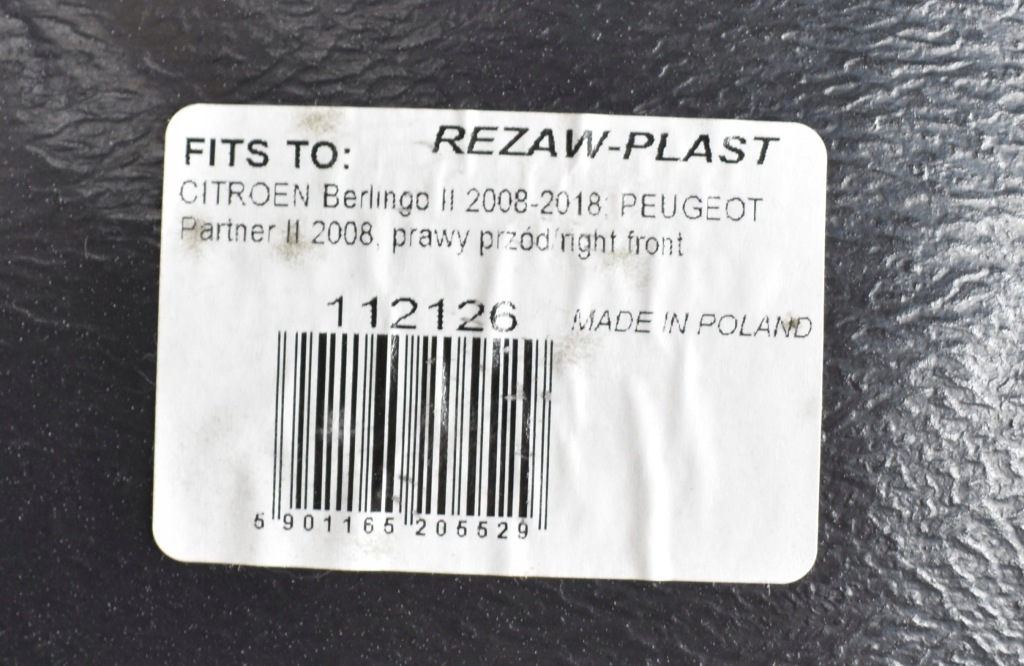 REZAW-PLAST
FITS TO:
CITROEN Berlingo II 2008-2018; PEUGEOT
Partner II 2008, prawy przód/right front
112126
MADE IN POLAND
5 901165 205529